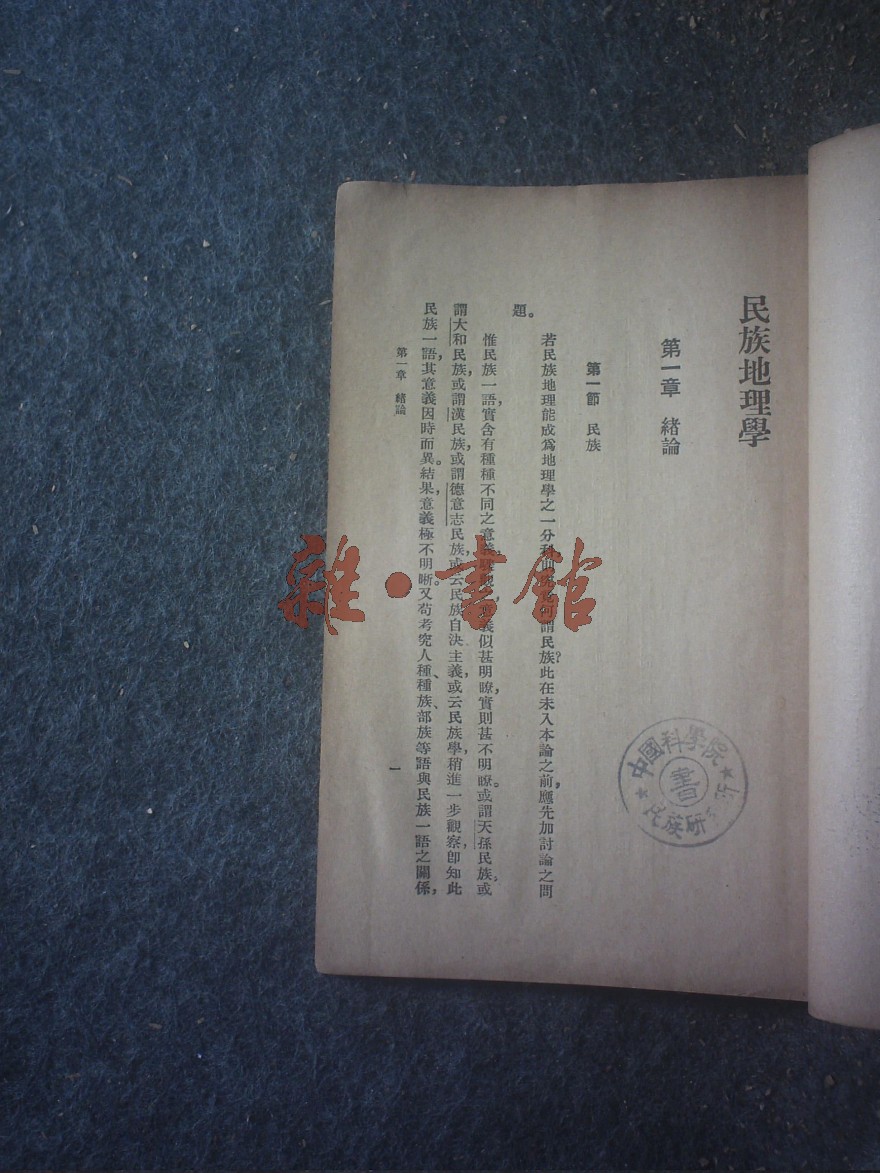 民族地理學
第一章　緒論
第一節　民族
若民族地理能成爲地理學之一分科何謂民族?此在未入本論之前,應先加討論之問
題。
惟民族一語,實含有種種不同之意義,義似甚明瞭,實則甚不明瞭。或謂天孫民族,或
謂大和民族,或謂漢民族,或謂德意志民族,或云民族自決主義,或云民族學,稍進一步觀察,卽知此
民族一語,其意義因時而異。結果,意義極不明晰。又苟考究人種、種族、部族等語與民族一語之關係,
第一章　緒論
一
中國科學院
書
民族研究所
雜·書館